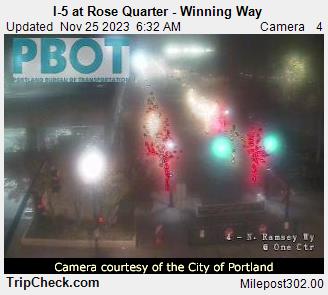 I-5 at Rose Quarter - Winning Way
Updated Nov 25 2023 6:32 AM Camera 4
PBOT
PORTLAND BUREAU OF TRANSPORTATION
4 - N. Ramsey Wy
@ One Ctr
Camera courtesy of the City of Portland
TripCheck.com Milepost302.00